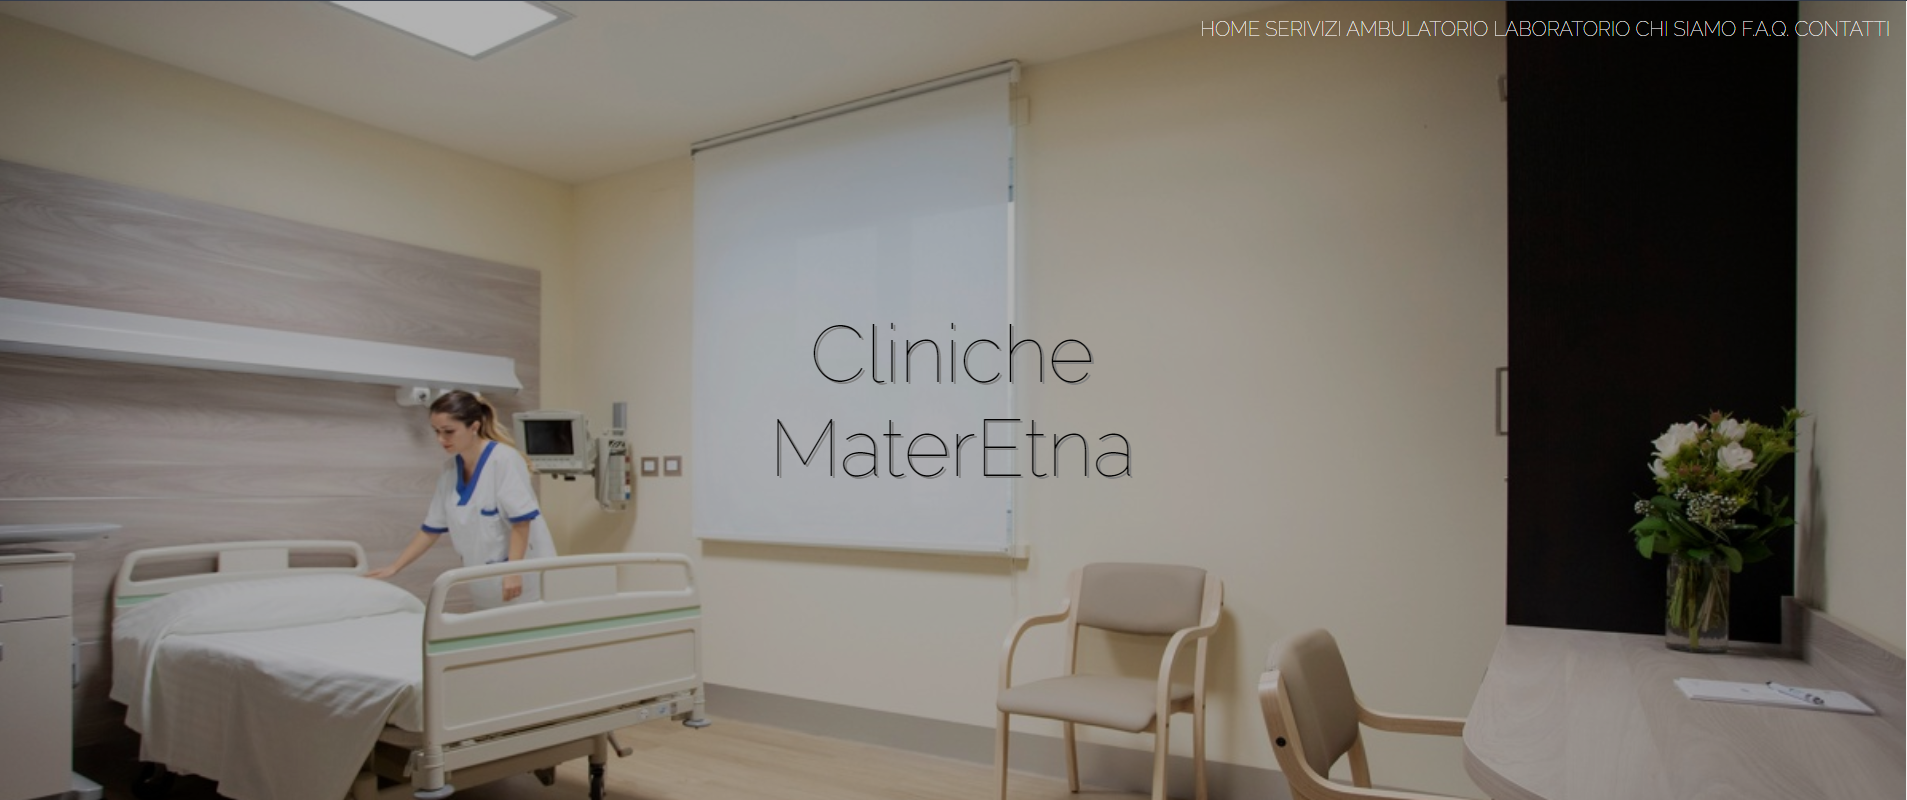 HOME SERIVIZI AMBULATORIO LABORATORIO CHI SIAMO F.A.Q. CONTATTI
Cliniche
MaterEtna